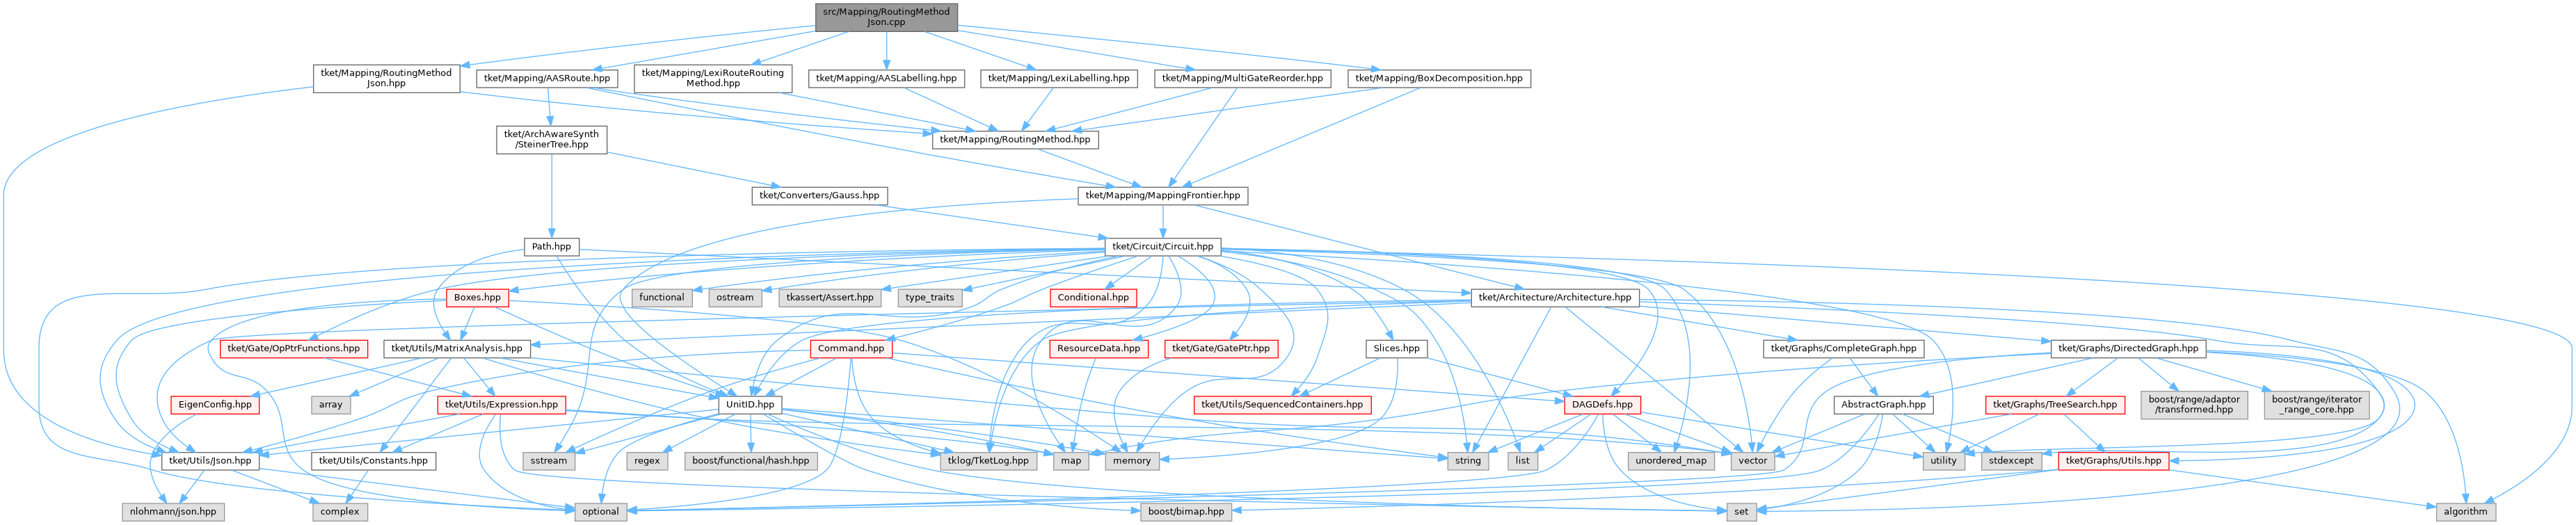 src/Mapping/RoutingMethod
Json.cpp
tket/Mapping/RoutingMethod
Json.hpp
tket/Mapping/AASRoute.hpp
tket/Mapping/LexiRouteRouting
Method.hpp
tket/Mapping/AASLabelling.hpp
tket/Mapping/LexiLabelling.hpp
tket/Mapping/MultiGateReorder.hpp
tket/Mapping/BoxDecomposition.hpp
tket/ArchAwareSynth
/SteinerTree.hpp
tket/Mapping/RoutingMethod.hpp
tket/Converters/Gauss.hpp
tket/Mapping/MappingFrontier.hpp
Path.hpp
tket/Circuit/Circuit.hpp
Boxes.hpp
functional
ostream
tkassert/Assert.hpp
type_traits
Conditional.hpp
tket/Architecture/Architecture.hpp
tket/Gate/OpPtrFunctions.hpp
tket/Utils/MatrixAnalysis.hpp
Command.hpp
ResourceData.hpp
tket/Gate/GatePtr.hpp
Slices.hpp
tket/Graphs/CompleteGraph.hpp
tket/Graphs/DirectedGraph.hpp
EigenConfig.hpp
array
tket/Utils/Expression.hpp
UnitID.hpp
tket/Utils/SequencedContainers.hpp
DAGDefs.hpp
AbstractGraph.hpp
tket/Graphs/TreeSearch.hpp
boost/range/adaptor
/transformed.hpp
boost/range/iterator
_range_core.hpp
tket/Utils/Json.hpp
tket/Utils/Constants.hpp
sstream
regex
boost/functional/hash.hpp
tklog/TketLog.hpp
map
memory
string
list
unordered_map
vector
utility
stdexcept
tket/Graphs/Utils.hpp
nlohmann/json.hpp
complex
optional
boost/bimap.hpp
set
algorithm